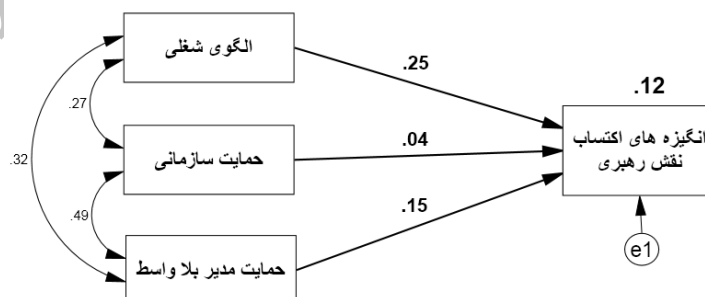 الگوی شغلی
.25
.12
.27
انگیزه های اکتساب
نقش رهبری
.32
حمایت سازمانی
.04
.49
.15
حمایت مدیر بلا واسط
e1